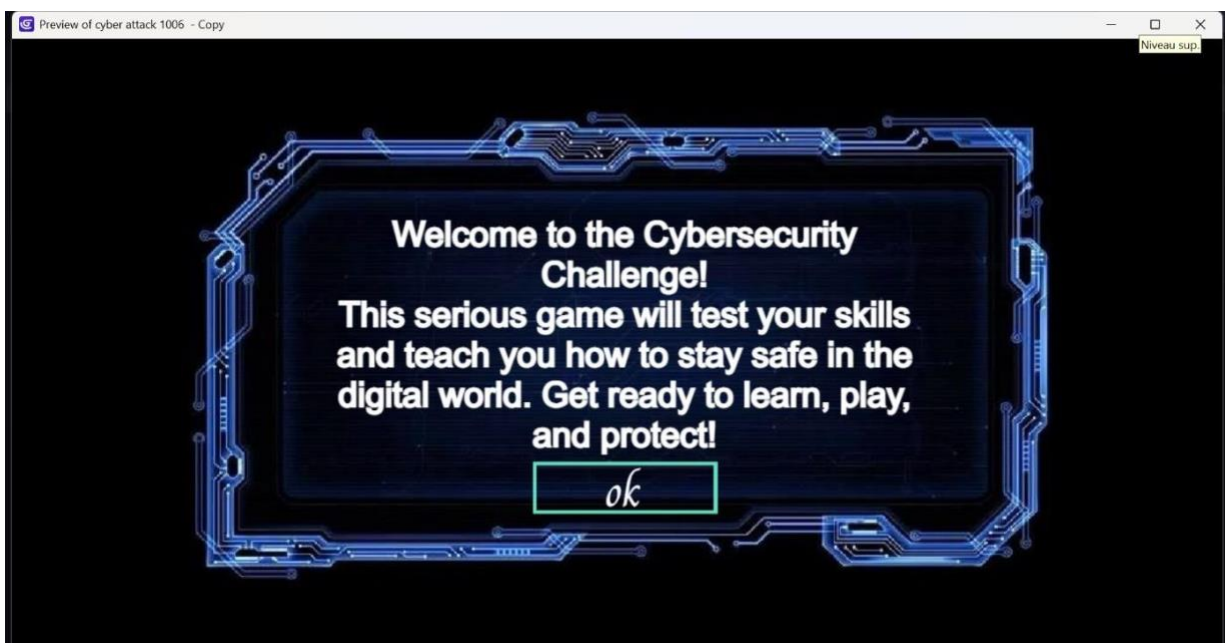 Preview of cyber attack 1006 - Copy
Niveau sup.
Welcome to the Cybersecurity
Challenge!
This serious game will test your skills
and teach you how to stay safe in the
digital world. Get ready to learn, play,
and protect!
ok